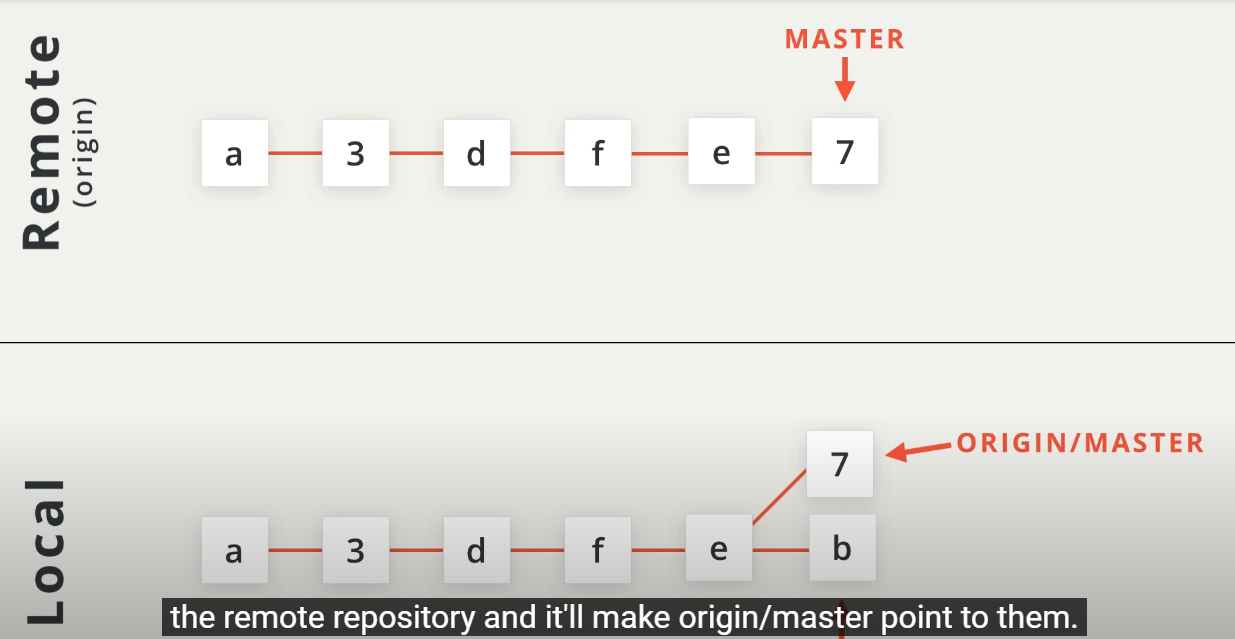 Remote
(origin)
MASTER
a 3 d f e 7
Local
ORIGIN/MASTER
7
a 3 d f e b
the remote repository and it'll make origin/master point to them.